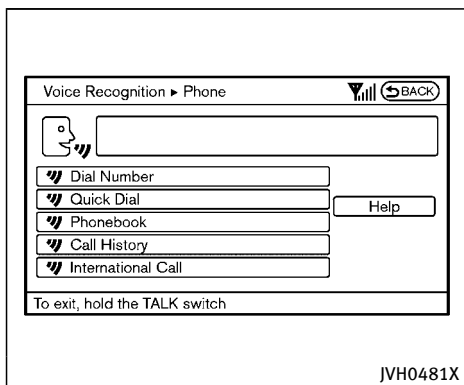 Voice Recognition ▸ Phone BACK
Dial Number
Quick Dial
Help
Phonebook
Call History
International Call
To exit, hold the TALK switch
JVH0481X